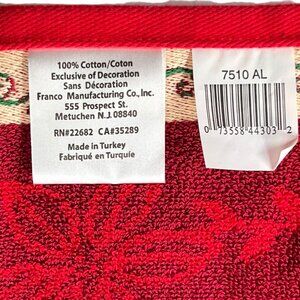 100% Cotton/Coton
Exclusive of Decoration
Sans Décoration
Franco Manufacturing Co., Inc.
555 Prospect St.
Metuchen N.J. 08840
RN#22682 CA#35289
Made in Turkey
Fabriqué en Turquie
7510 AL
0 73558 44303 2